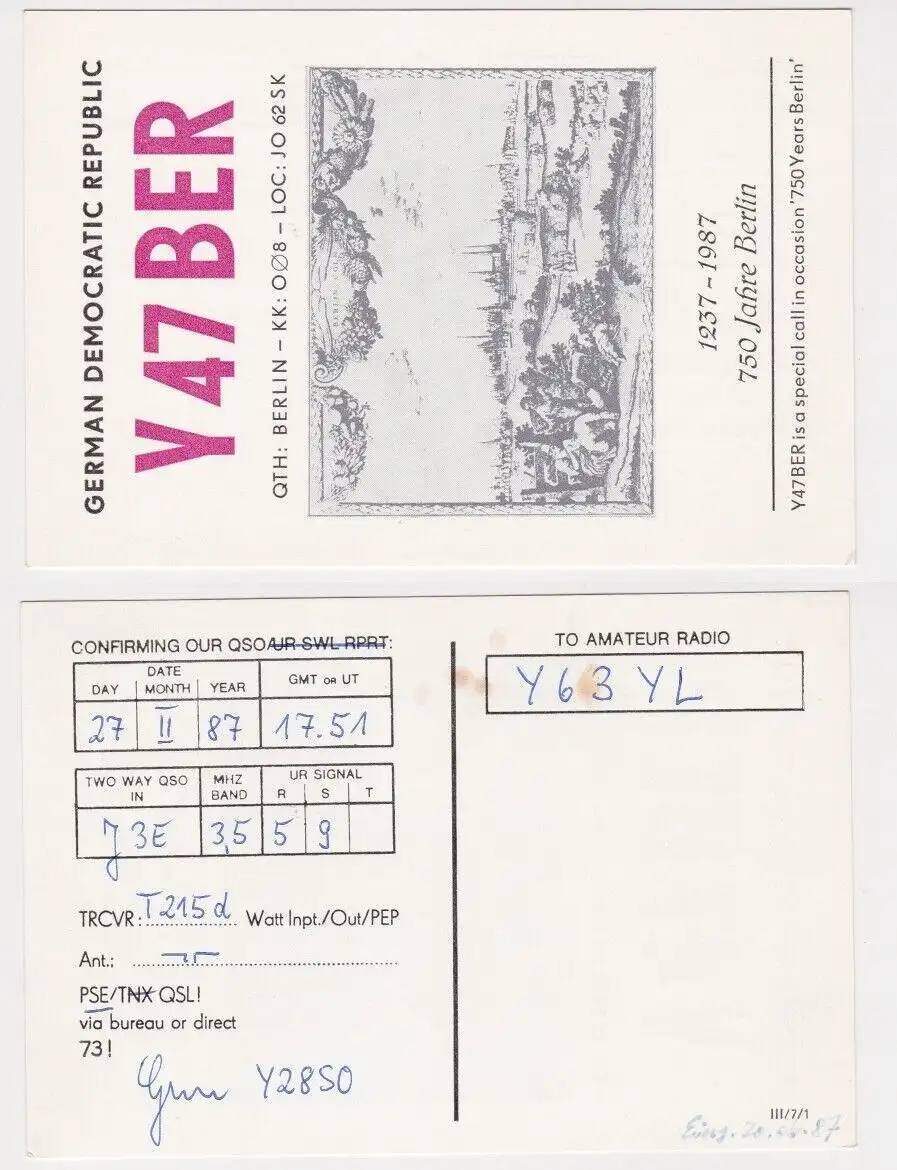 GERMAN DEMOCRATIC REPUBLIC
Y47BER
QTH: BERLIN – KK: OØ8 – LOC: JO 62 SK
1237–1987
750 Jahre Berlin
Y47BER is a special call in occasion '750 Years Berlin'
CONFIRMING OUR QSO/UR SWL RPRT:
DATE
DAY MONTH YEAR GMT OR UT
27 II 87 17.51
TWO WAY QSO IN MHZ BAND UR SIGNAL
R S T
J3E 3,5 5 9
TRCVR: T215d Watt Inpt./Out/PEP
Ant.:
PSE/TNX QSL!
via bureau or direct
73!
Y28SO
TO AMATEUR RADIO
Y63YL
III/7/1
87